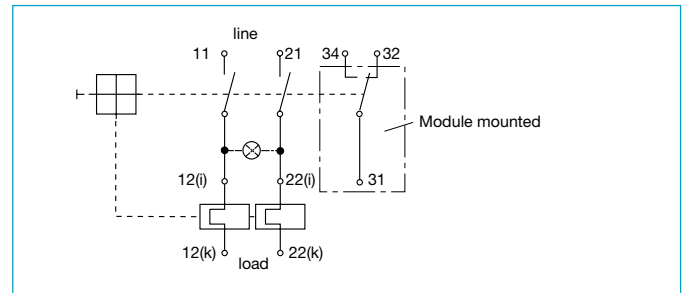 line
11 21 34 32
Module mounted
12(i) 22(i) 31
12(k) 22(k)
load